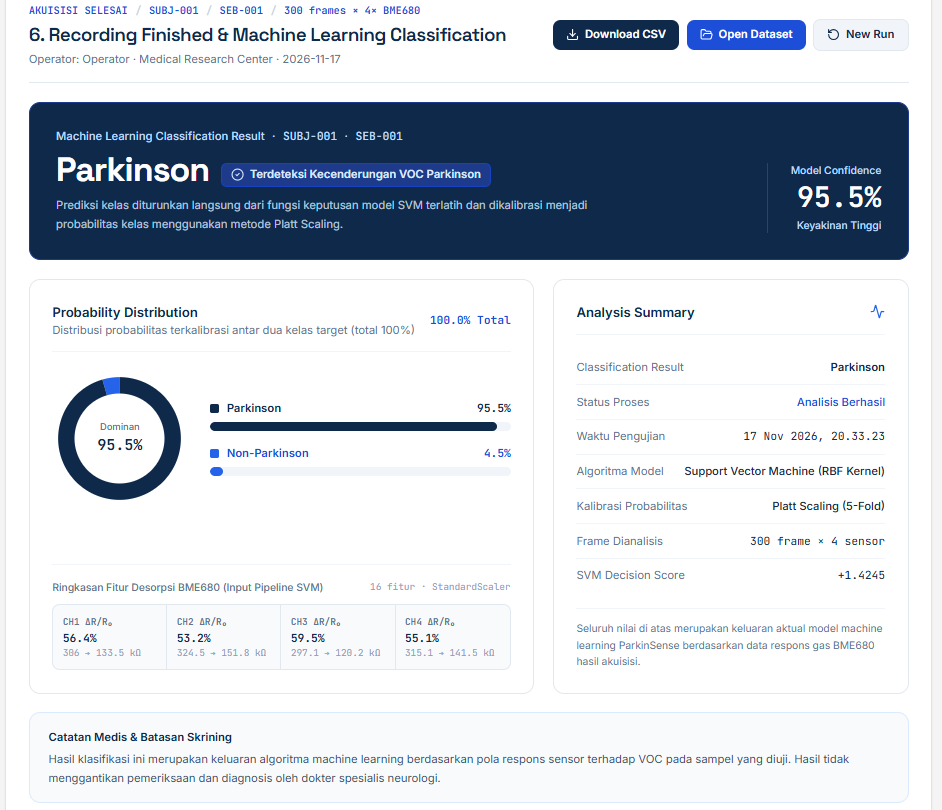 AKUISISI SELESAI / SUBJ-001 / SEB-001 / 300 frames × 4× BME680
6. Recording Finished & Machine Learning Classification
Download CSV
Open Dataset
New Run
Operator: Operator · Medical Research Center · 2026-11-17
Machine Learning Classification Result · SUBJ-001 · SEB-001
Parkinson
Terdeteksi Kecenderungan VOC Parkinson
Prediksi kelas diturunkan langsung dari fungsi keputusan model SVM terlatih dan dikalibrasi menjadi
probabilitas kelas menggunakan metode Platt Scaling.
Model Confidence
95.5%
Keyakinan Tinggi
Probability Distribution
Distribusi probabilitas terkalibrasi antar dua kelas target (total 100%)
100.0% Total
Dominan
95.5%
Parkinson 95.5%
Non-Parkinson 4.5%
Ringkasan Fitur Desorpsi BME680 (Input Pipeline SVM)
16 fitur · StandardScaler
CH1 ΔR/R₀
56.4%
306 → 133.5 kΩ
CH2 ΔR/R₀
53.2%
324.5 → 151.8 kΩ
CH3 ΔR/R₀
59.5%
297.1 → 120.2 kΩ
CH4 ΔR/R₀
55.1%
315.1 → 141.5 kΩ
Analysis Summary
Classification Result Parkinson
Status Proses Analisis Berhasil
Waktu Pengujian 17 Nov 2026, 20.33.23
Algoritma Model Support Vector Machine (RBF Kernel)
Kalibrasi Probabilitas Platt Scaling (5-Fold)
Frame Dianalisis 300 frame × 4 sensor
SVM Decision Score +1.4245
Seluruh nilai di atas merupakan keluaran aktual model machine
learning ParkinSense berdasarkan data respons gas BME680
hasil akuisisi.
Catatan Medis & Batasan Skrining
Hasil klasifikasi ini merupakan keluaran algoritma machine learning berdasarkan pola respons sensor terhadap VOC pada sampel yang diuji. Hasil tidak
menggantikan pemeriksaan dan diagnosis oleh dokter spesialis neurologi.